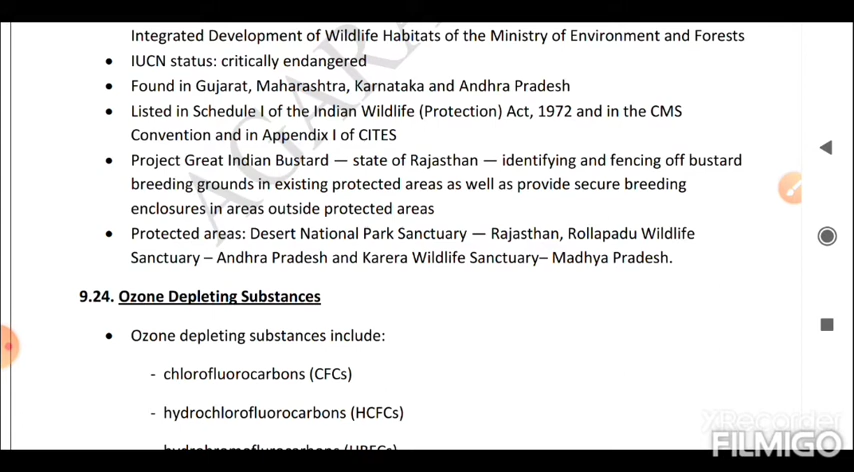 Integrated Development of Wildlife Habitats of the Ministry of Environment and Forests
• IUCN status: critically endangered
• Found in Gujarat, Maharashtra, Karnataka and Andhra Pradesh
• Listed in Schedule I of the Indian Wildlife (Protection) Act, 1972 and in the CMS
Convention and in Appendix I of CITES
• Project Great Indian Bustard — state of Rajasthan — identifying and fencing off bustard
breeding grounds in existing protected areas as well as provide secure breeding
enclosures in areas outside protected areas
• Protected areas: Desert National Park Sanctuary — Rajasthan, Rollapadu Wildlife
Sanctuary – Andhra Pradesh and Karera Wildlife Sanctuary– Madhya Pradesh.
9.24. Ozone Depleting Substances
• Ozone depleting substances include:
- chlorofluorocarbons (CFCs)
- hydrochlorofluorocarbons (HCFCs)
XRecorder
FILMIGO